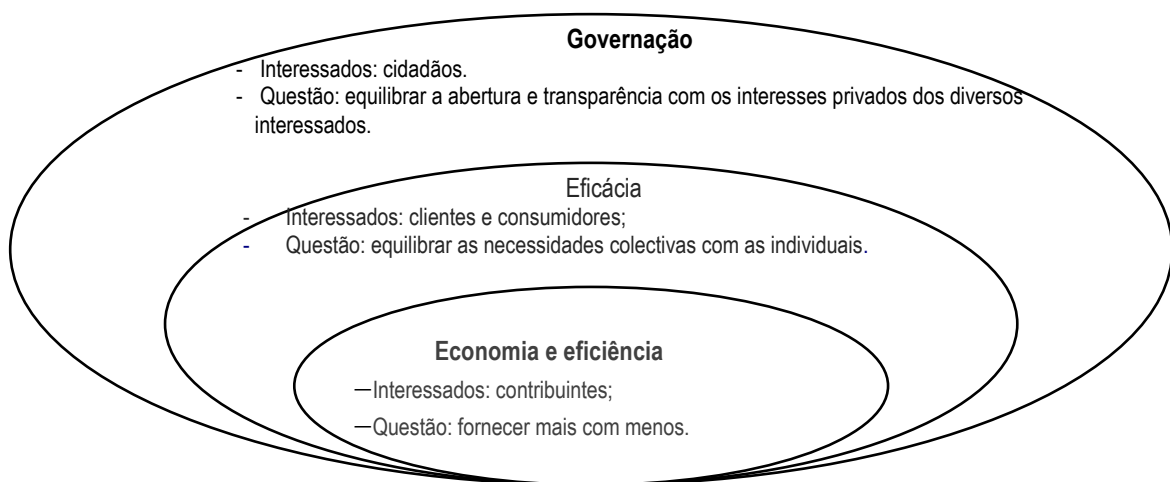 Governação
- Interessados: cidadãos.
- Questão: equilibrar a abertura e transparência com os interesses privados dos diversos
interessados.
Eficácia
- Interessados: clientes e consumidores;
- Questão: equilibrar as necessidades colectivas com as individuais.
Economia e eficiência
—Interessados: contribuintes;
—Questão: fornecer mais com menos.